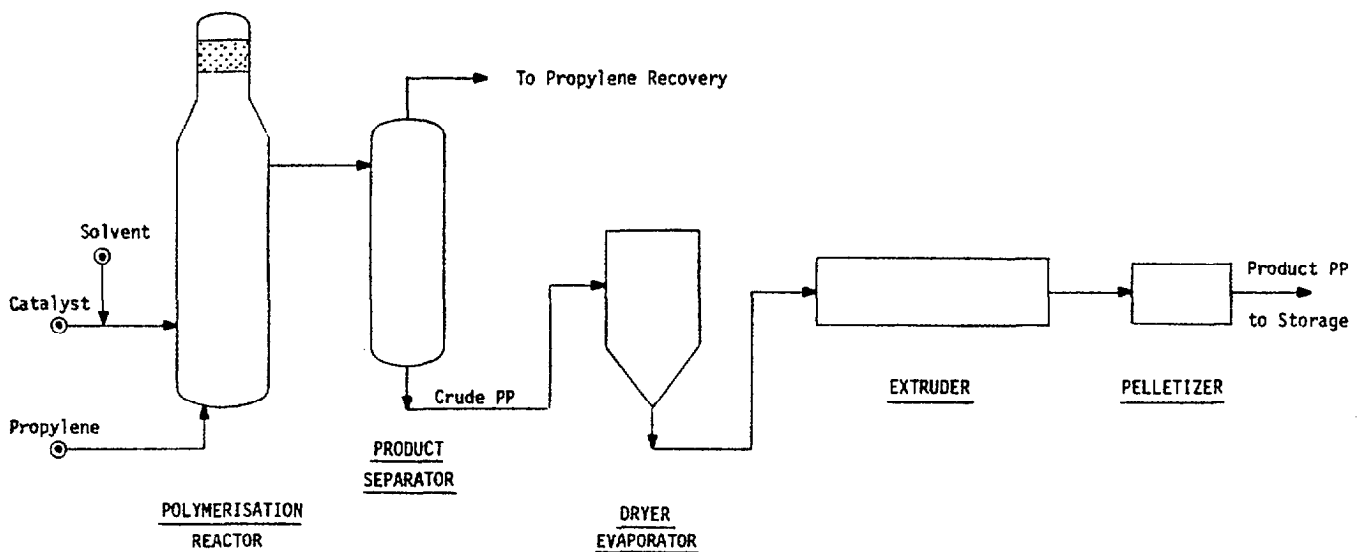 To Propylene Recovery
Solvent
Catalyst
Propylene
Crude PP
Product PP
to Storage
POLYMERISATION
REACTOR
PRODUCT
SEPARATOR
DRYER
EVAPORATOR
EXTRUDER
PELLETIZER